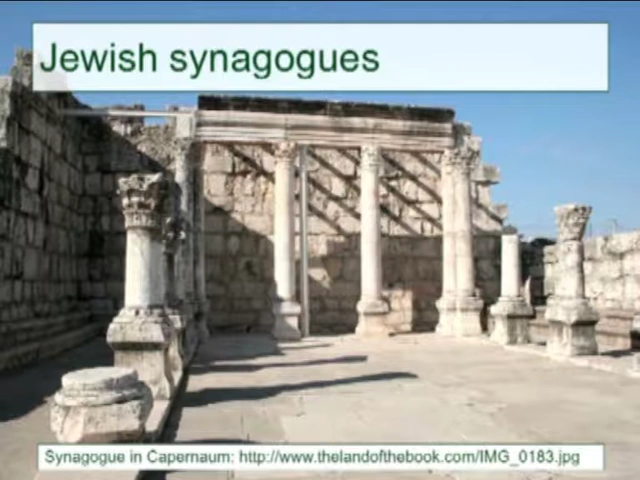 Jewish synagogues
Synagogue in Capernaum: http://www.thelandofthebook.com/IMG_0183.jpg